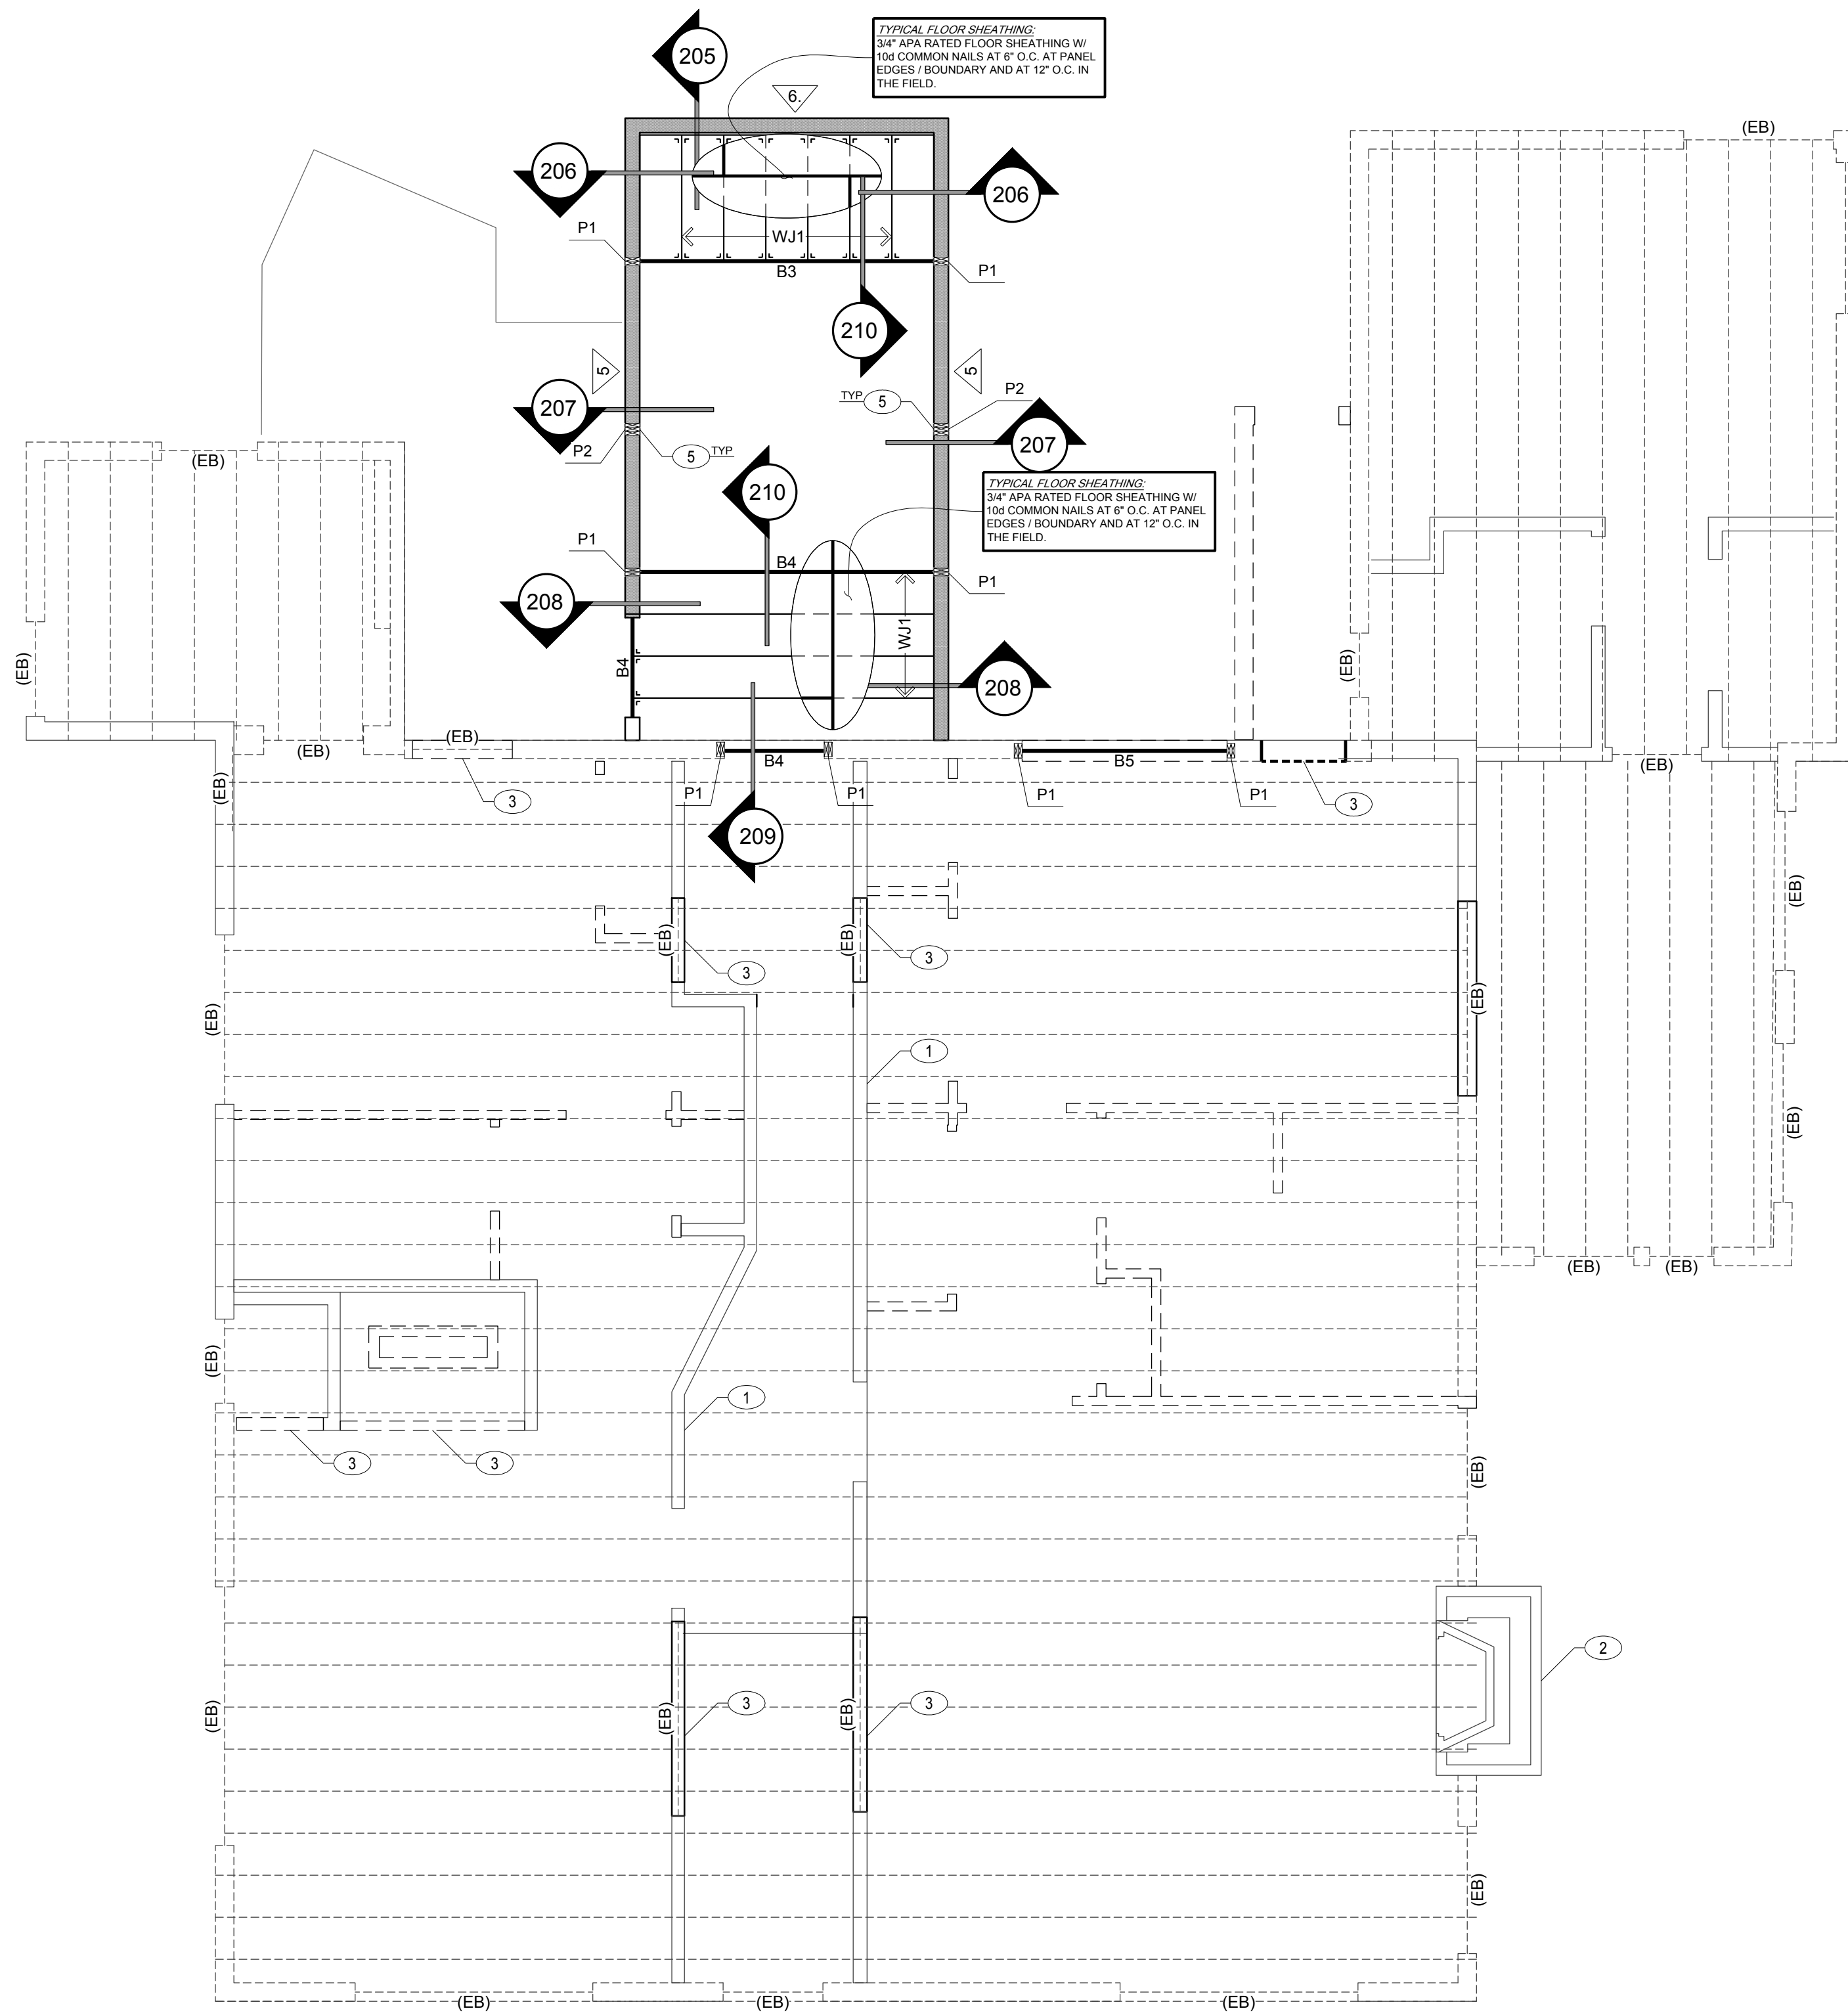 205
TYPICAL FLOOR SHEATHING:
3/4" APA RATED FLOOR SHEATHING W/
10d COMMON NAILS AT 6" O.C. AT PANEL
EDGES / BOUNDARY AND AT 12" O.C. IN
THE FIELD.
6.
(EB)
206
206
P1
WJ1
B3
P1
210
5
5
207
P2
TYP 5
P2
5 TYP
207
(EB)
210
TYPICAL FLOOR SHEATHING:
3/4" APA RATED FLOOR SHEATHING W/
10d COMMON NAILS AT 6" O.C. AT PANEL
EDGES / BOUNDARY AND AT 12" O.C. IN
THE FIELD.
P1
B4
P1
208
WJ1
B4
208
(EB)
(EB)
(EB)
(EB)
B4
B5
(EB)
(EB)
3
P1
P1
P1
P1
3
209
(EB)
(EB)
(EB)
3
3
(EB)
(EB)
1
(EB)
(EB)
(EB)
(EB)
1
3
3
(EB)
2
(EB)
(EB)
3
(EB)
3
(EB)
(EB)
(EB)
(EB)